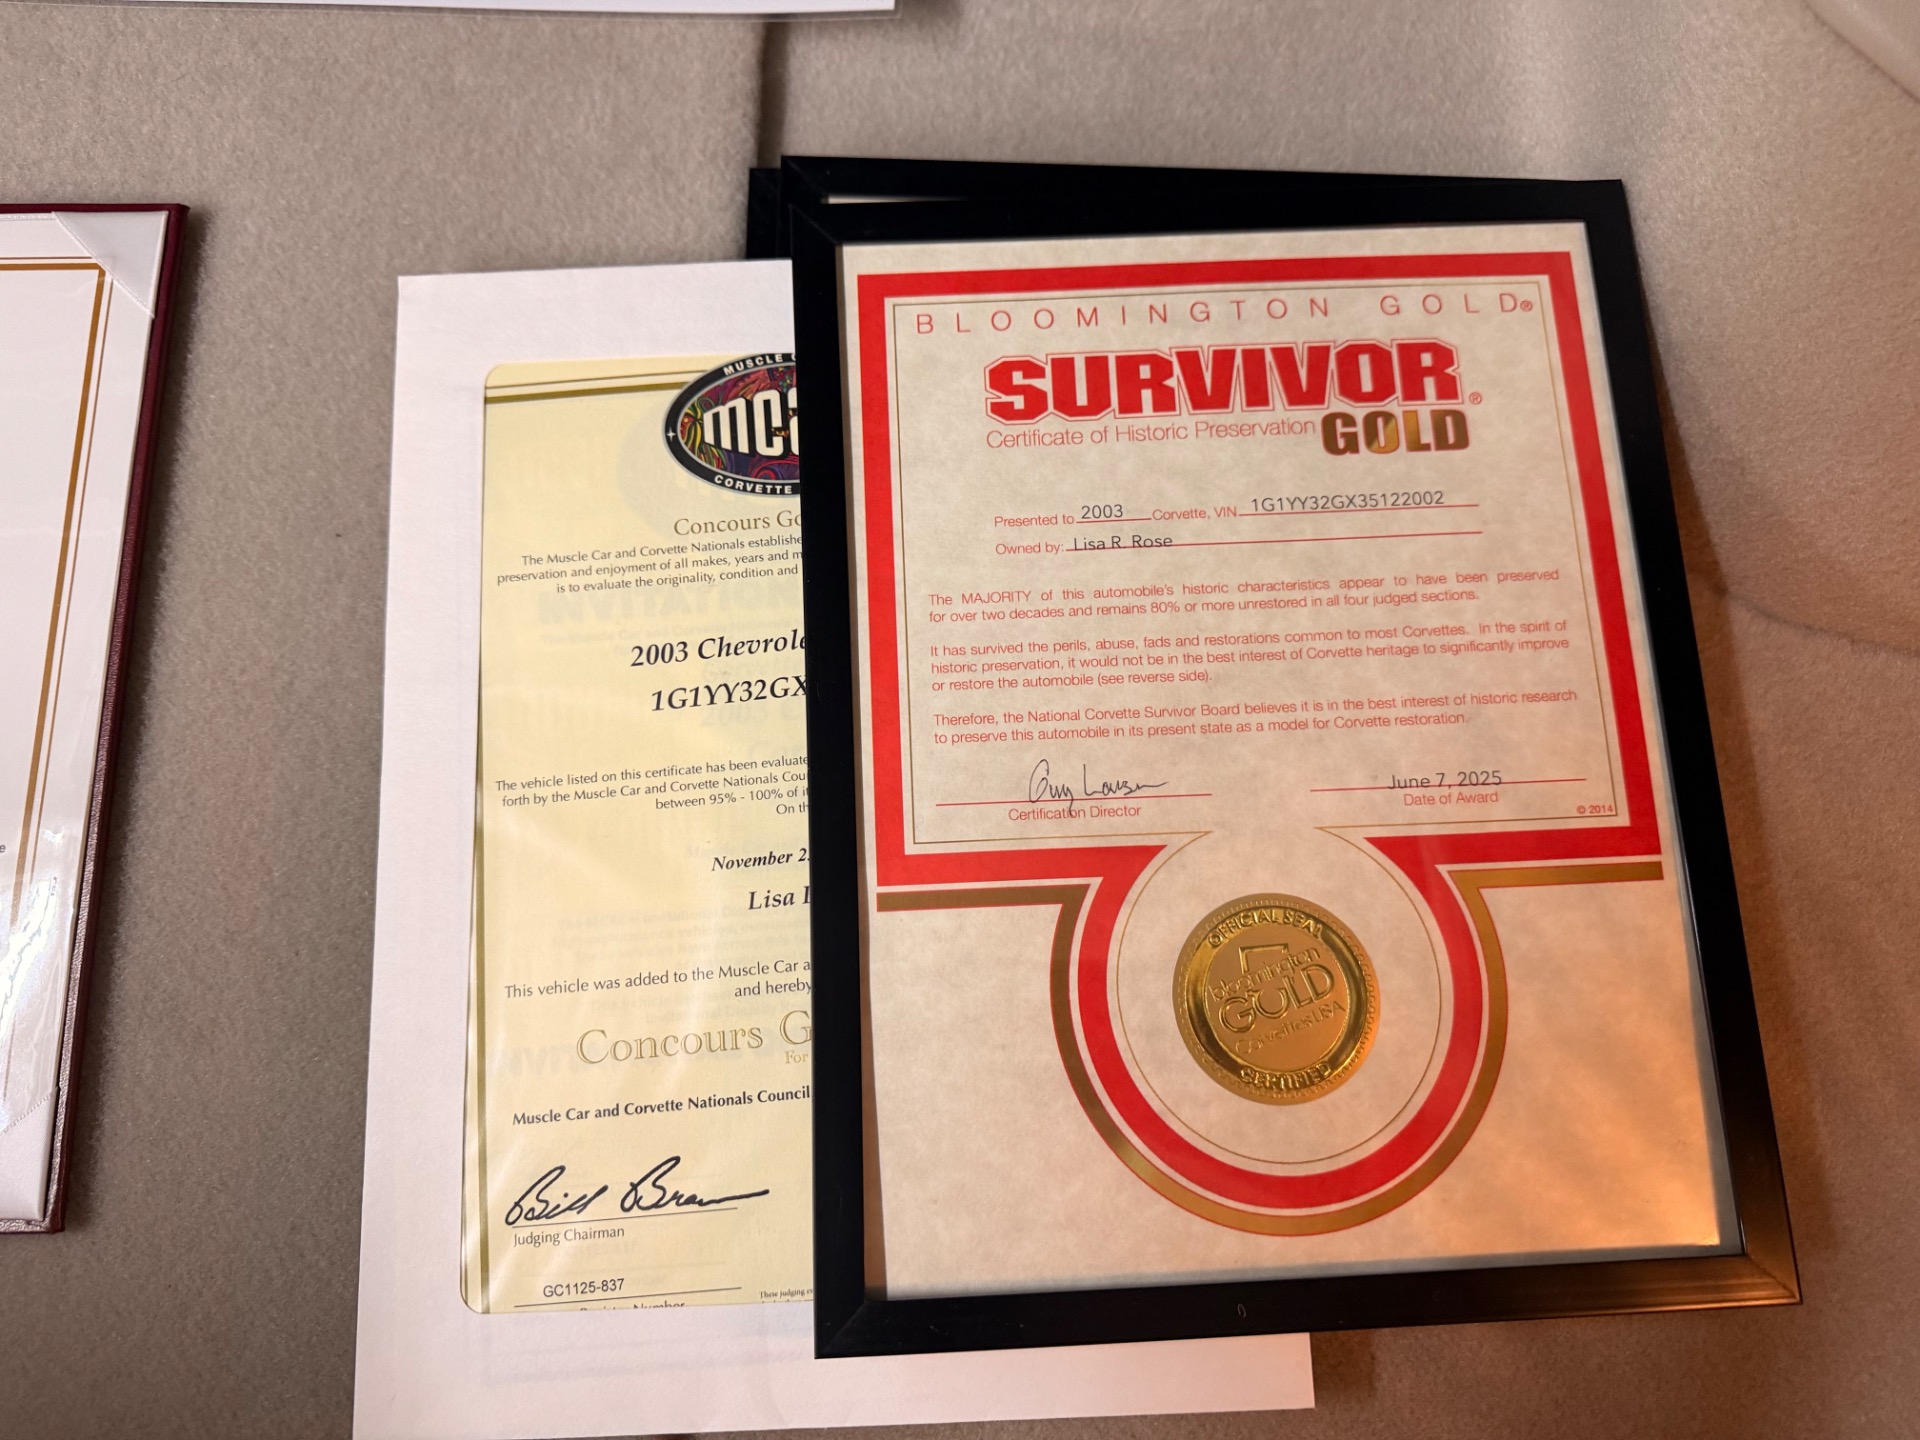 e
MUSCLE C
MC
CORVETTE
Concours Go
The Muscle Car and Corvette Nationals establishe
preservation and enjoyment of all makes, years and m
is to evaluate the originality, condition and
2003 Chevrole
1G1YY32GX
The vehicle listed on this certificate has been evaluate
forth by the Muscle Car and Corvette Nationals Cou
between 95% - 100% of i
On th
November 2
Lisa
This vehicle was added to the Muscle Car a
and hereby
Concours G
For
Muscle Car and Corvette Nationals Council
Judging Chairman
GC1125-837
Register Number
These judging
BLOOMINGTON GOLD®
SURVIVOR®
Certificate of Historic Preservation GOLD
Presented to 2003 Corvette, VIN 1G1YY32GX35122002
Owned by: Lisa R. Rose
The MAJORITY of this automobile's historic characteristics appear to have been preserved
for over two decades and remains 80% or more unrestored in all four judged sections.
It has survived the perils, abuse, fads and restorations common to most Corvettes. In the spirit of
historic preservation, it would not be in the best interest of Corvette heritage to significantly improve
or restore the automobile (see reverse side).
Therefore, the National Corvette Survivor Board believes it is in the best interest of historic research
to preserve this automobile in its present state as a model for Corvette restoration.
June 7, 2025
Certification Director
Date of Award
© 2014
OFFICIAL SEAL
bloomington
GOLD
Corvettes USA
CERTIFIED